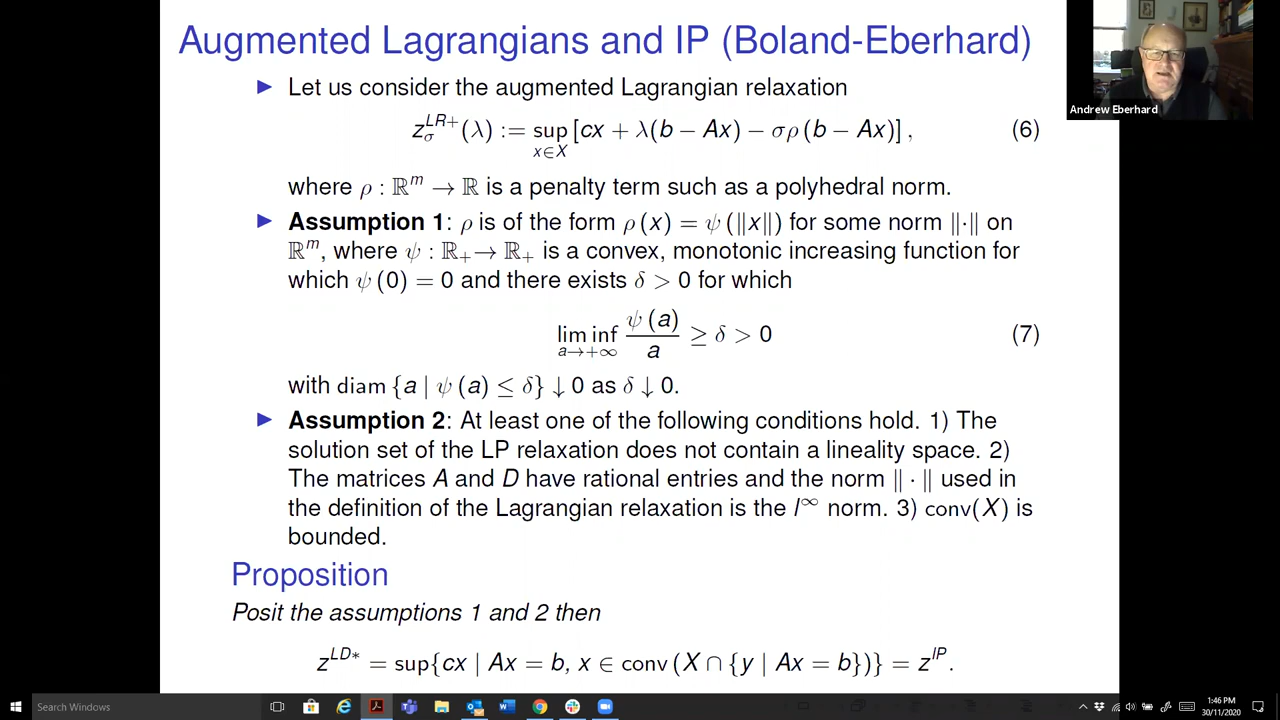 Augmented Lagrangians and IP (Boland-Eberhard)
Let us consider the augmented Lagrangian relaxation
z_σ^{LR+}(λ) := sup_{x∈X} [cx + λ(b − Ax) − σρ(b − Ax)] , (6)
where ρ : ℝ^m → ℝ is a penalty term such as a polyhedral norm.
Assumption 1: ρ is of the form ρ(x) = ψ(‖x‖) for some norm ‖·‖ on
ℝ^m, where ψ : ℝ₊→ ℝ₊ is a convex, monotonic increasing function for
which ψ(0) = 0 and there exists δ > 0 for which
lim inf_{a→+∞} ψ(a)/a ≥ δ > 0 (7)
with diam {a | ψ(a) ≤ δ} ↓ 0 as δ ↓ 0.
Assumption 2: At least one of the following conditions hold. 1) The
solution set of the LP relaxation does not contain a lineality space. 2)
The matrices A and D have rational entries and the norm ‖ · ‖ used in
the definition of the Lagrangian relaxation is the l^∞ norm. 3) conv(X) is
bounded.
Proposition
Posit the assumptions 1 and 2 then
z^{LD*} = sup{cx | Ax = b, x ∈ conv(X ∩ {y | Ax = b})} = z^{IP}.
Andrew Eberhard
Search Windows
1:46 PM
30/11/2020